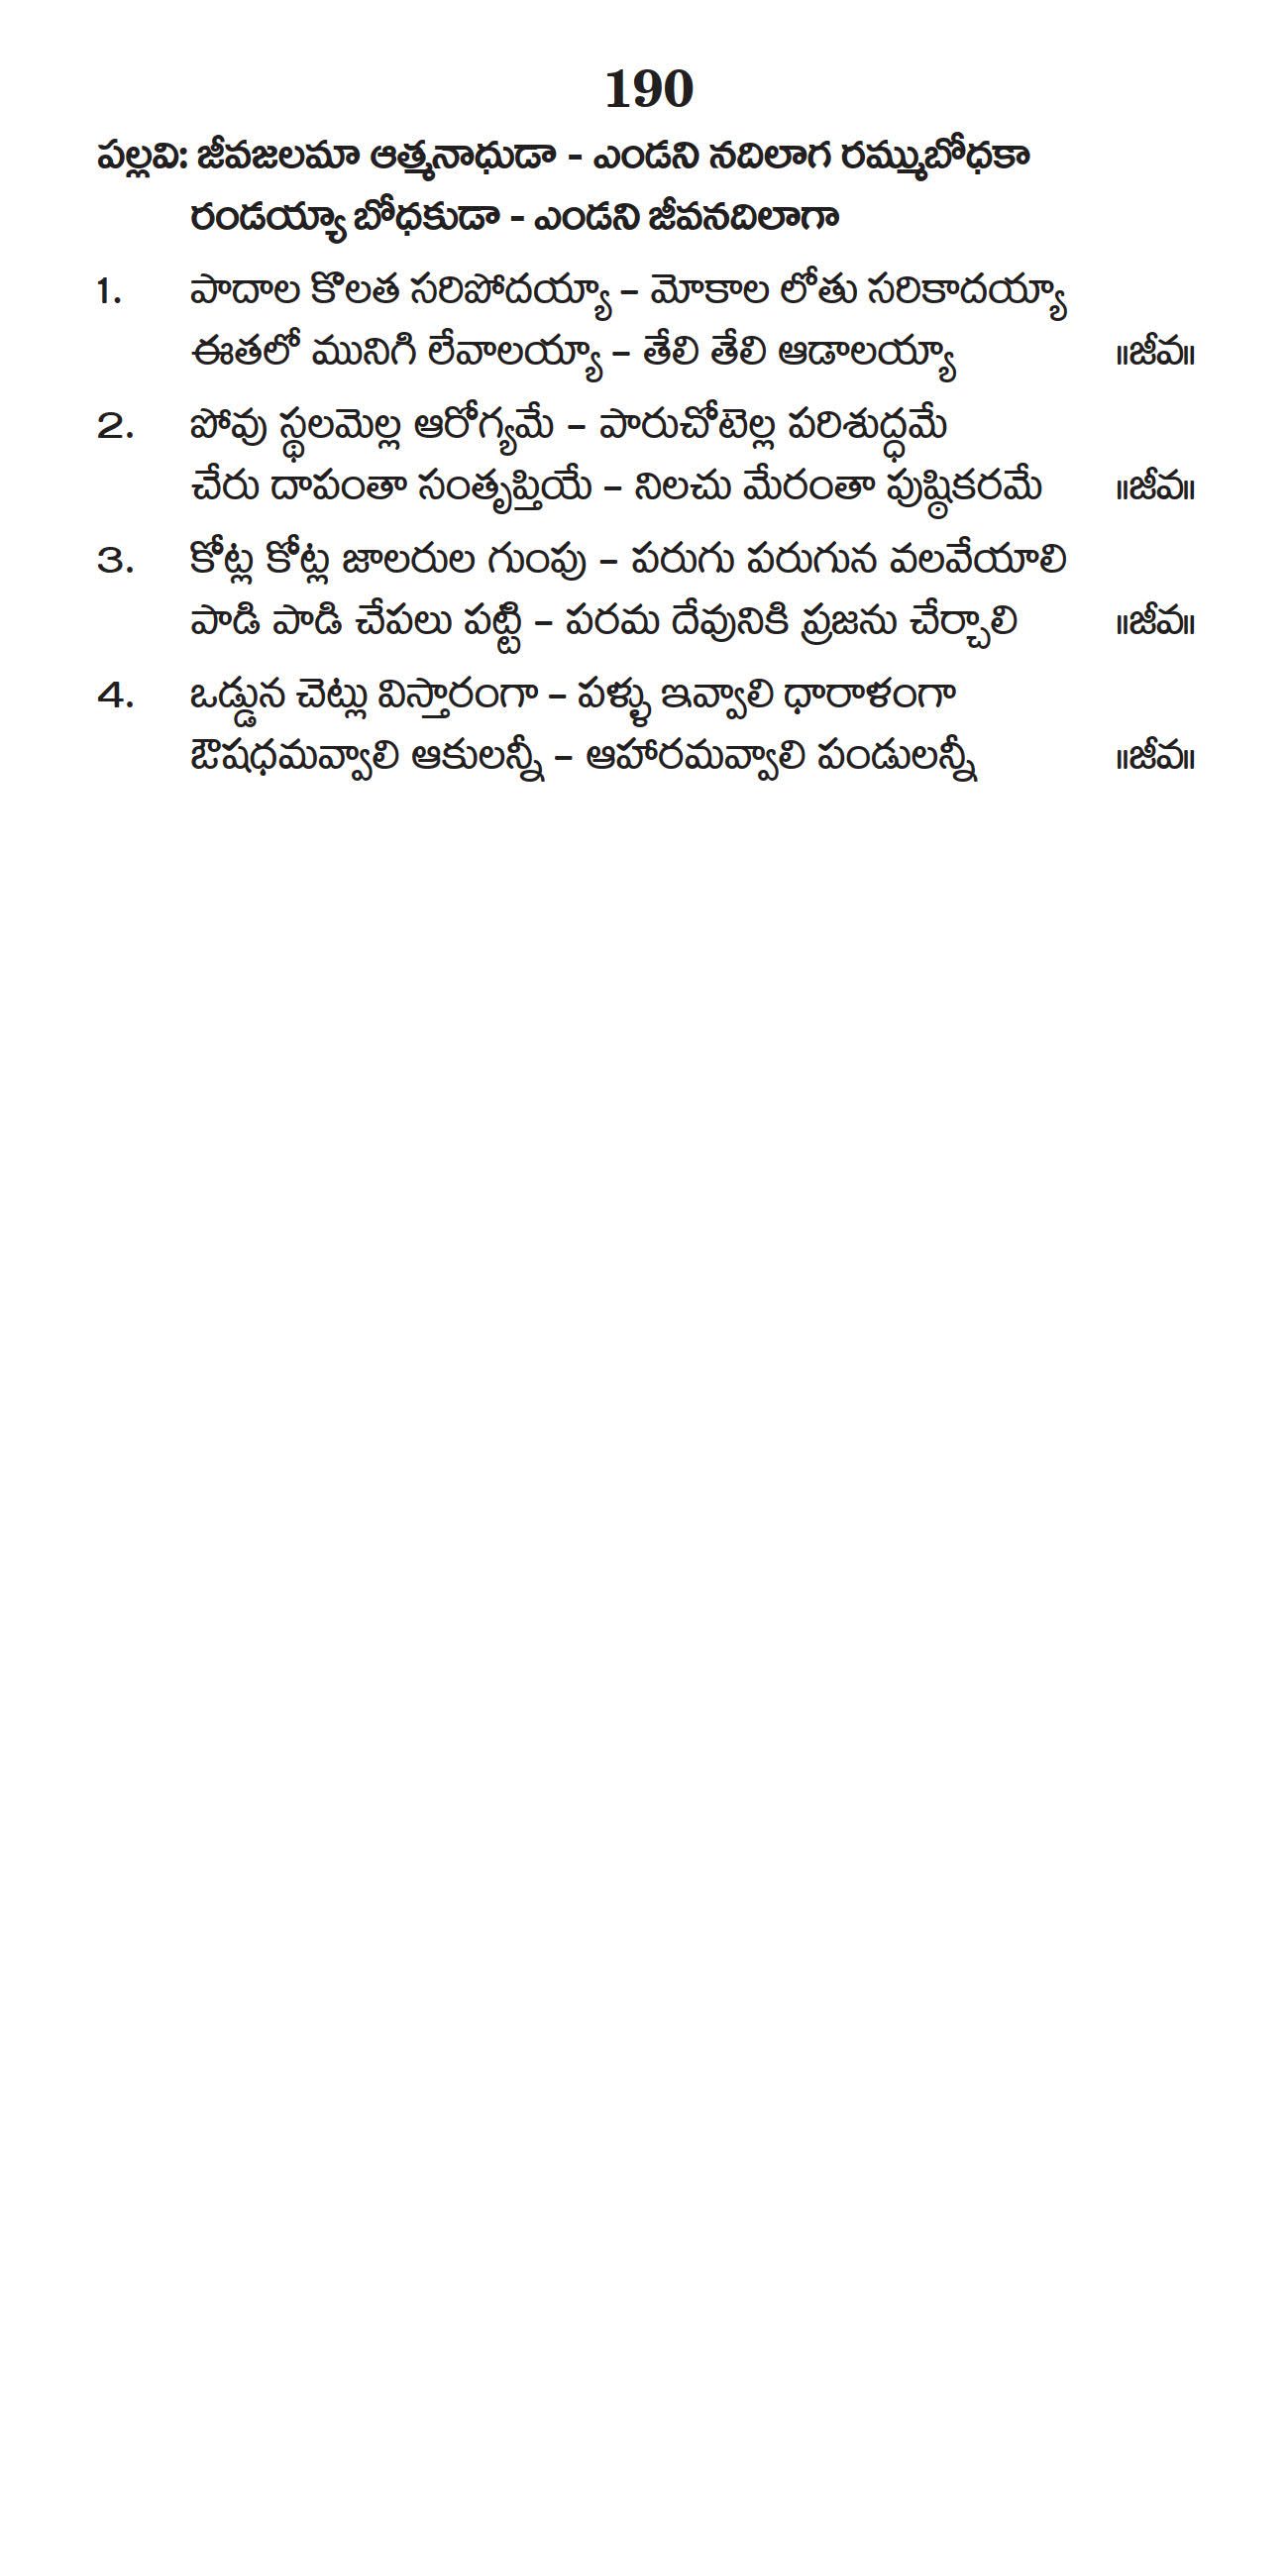 190
పల్లవి: జీవజలమా ఆత్మనాధుడా - ఎండని నదిలాగ రమ్ముబోధకా
రండయ్యా బోధకుడా - ఎండని జీవనదిలాగా
1. పాదాల కొలత సరిపోదయ్యా – మోకాల లోతు సరికాదయ్యా
ఈతలో మునిగి లేవాలయ్యా – తేలి తేలి ఆడాలయ్యా ॥జీవ॥
2. పోవు స్థలమెల్ల ఆరోగ్యమే – పారుచోటెల్ల పరిశుద్ధమే
చేరు దాపంతా సంతృప్తియే – నిలచు మేరంతా పుష్ఠికరమే ॥జీవ॥
3. కోట్ల కోట్ల జాలరుల గుంపు – పరుగు పరుగున వలవేయాలి
పాడి పాడి చేపలు పట్టి – పరమ దేవునికి ప్రజను చేర్చాలి ॥జీవ॥
4. ఒడ్డున చెట్లు విస్తారంగా – పళ్ళు ఇవ్వాలి ధారాళంగా
ఔషధమవ్వాలి ఆకులన్నీ – ఆహారమవ్వాలి పండులన్నీ ॥జీవ॥